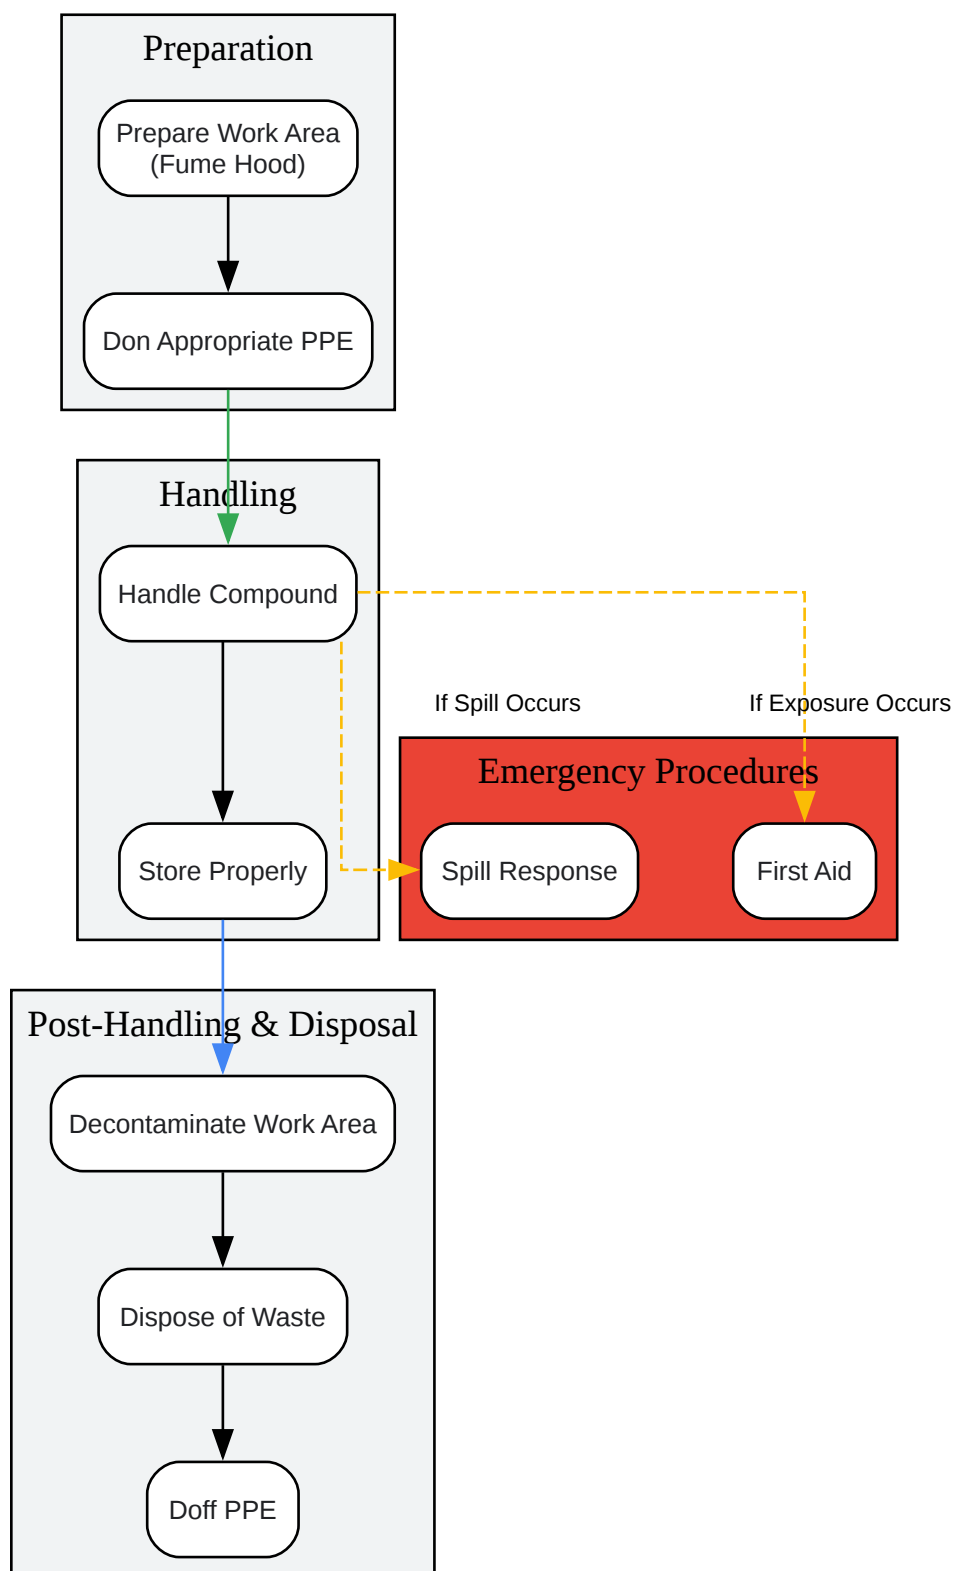 Preparation
Prepare Work Area
(Fume Hood)
Don Appropriate PPE
Handling
Handle Compound
If Spill Occurs
If Exposure Occurs
Emergency Procedures
Store Properly
Spill Response
First Aid
Post-Handling & Disposal
Decontaminate Work Area
Dispose of Waste
Doff PPE